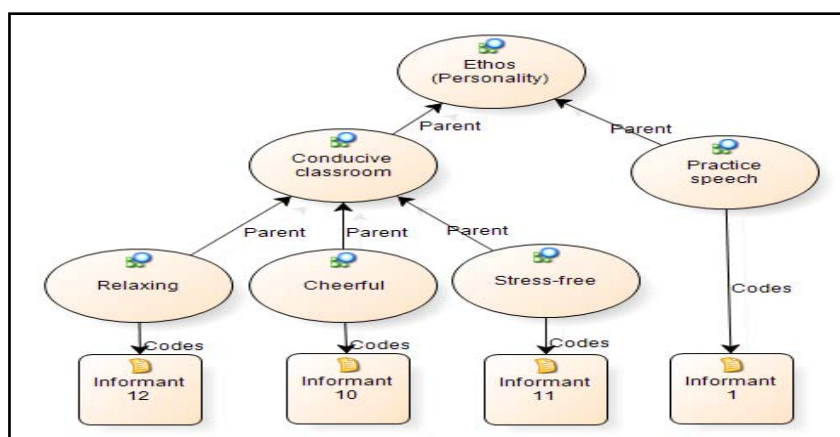 Ethos
(Personality)
Parent
Parent
Conducive
classroom
Practice
speech
Parent
Parent
Parent
Relaxing
Cheerful
Stress-free
Codes
Codes
Codes
Codes
Informant
12
Informant
10
Informant
11
Informant
1